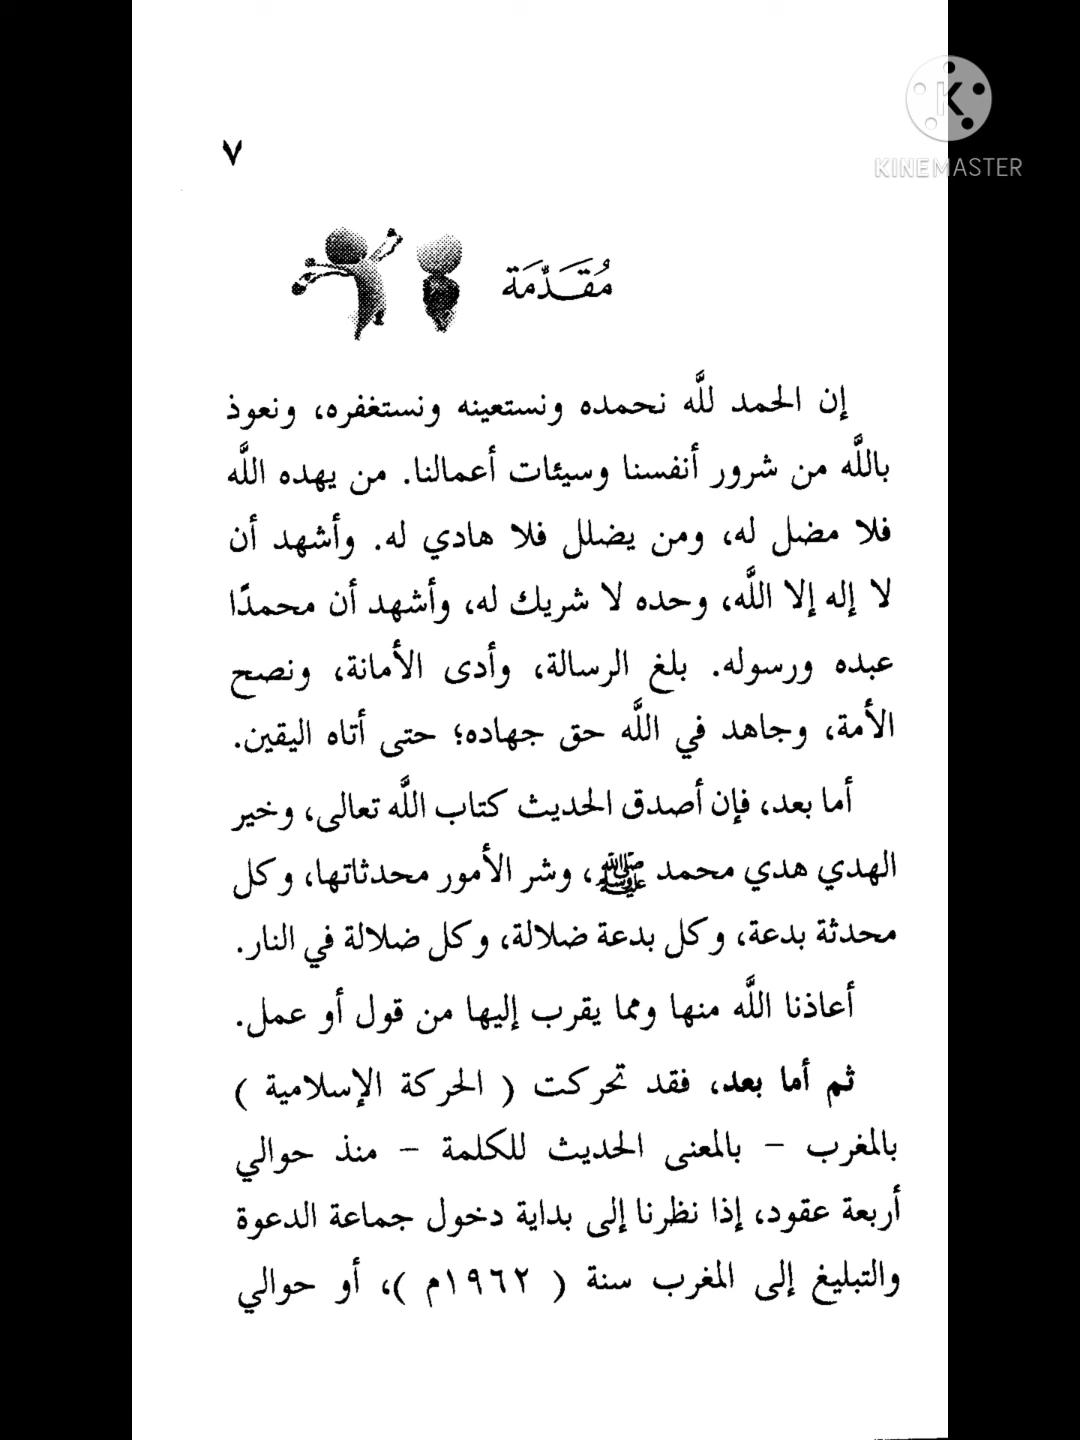 KINEMASTER
٧
مُقَـدِّمَة
إن الحمد للَّه نحمده ونستعينه ونستغفره، ونعوذ
باللَّه من شرور أنفسنا وسيئات أعمالنا. من يهده اللَّه
فلا مضل له، ومن يضلل فلا هادي له. وأشهد أن
لا إله إلا اللَّه، وحده لا شريك له، وأشهد أن محمدًا
عبده ورسوله. بلغ الرسالة، وأدى الأمانة، ونصح
الأمة، وجاهد في اللَّه حق جهاده؛ حتى أتاه اليقين.
أما بعد، فإن أصدق الحديث كتاب اللَّه تعالى، وخير
الهدي هدي محمد ﷺ، وشر الأمور محدثاتها، وكل
محدثة بدعة، وكل بدعة ضلالة، وكل ضلالة في النار.
أعاذنا اللَّه منها ومما يقرب إليها من قول أو عمل.
ثم أما بعد، فقد تحركت ( الحركة الإسلامية )
بالمغرب – بالمعنى الحديث للكلمة – منذ حوالي
أربعة عقود، إذا نظرنا إلى بداية دخول جماعة الدعوة
والتبليغ إلى المغرب سنة ( ١٩٦٢م )، أو حوالي